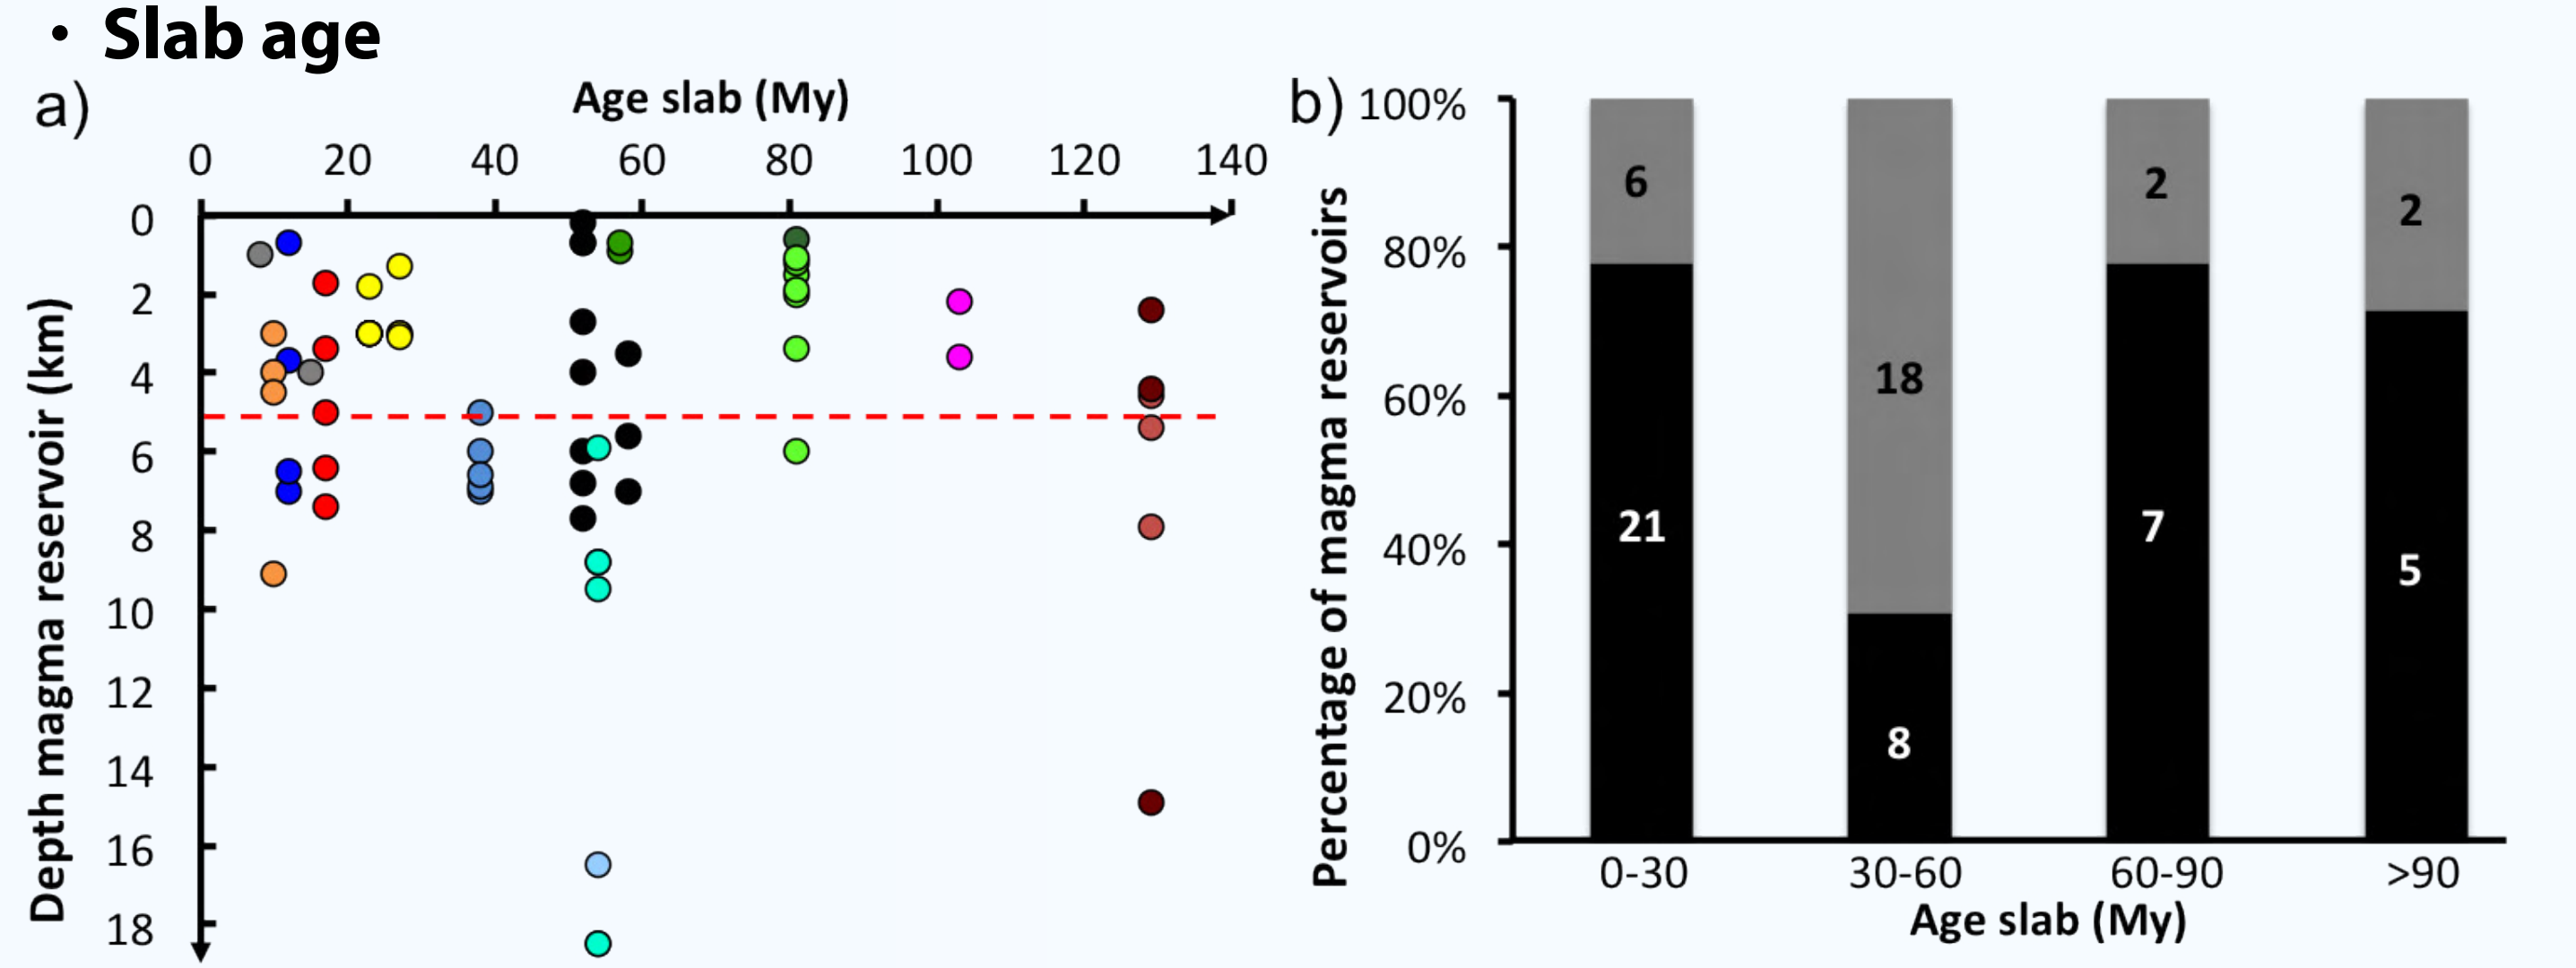 • Slab age
a)
Age slab (My)
0 20 40 60 80 100 120 140
Depth magma reservoir (km)
0
2
4
6
8
10
12
14
16
18
b)
Percentage of magma reservoirs
100%
80%
60%
40%
20%
0%
6 18 2 2
21 8 7 5
0-30 30-60 60-90 >90
Age slab (My)